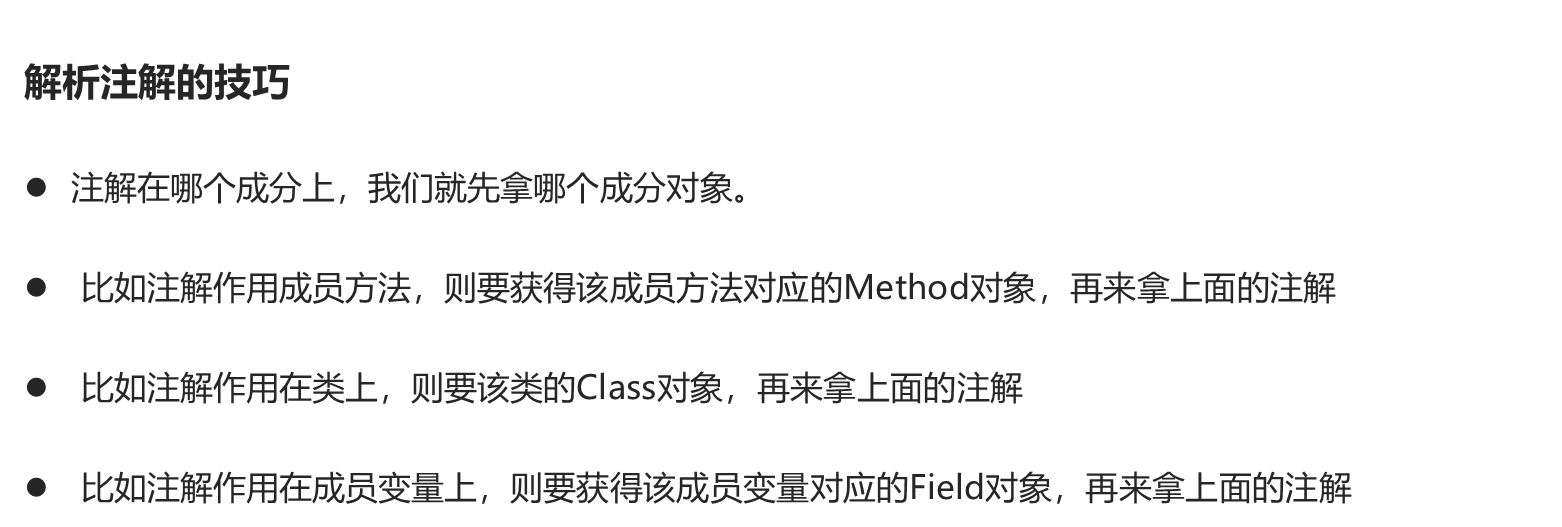 解析注解的技巧
● 注解在哪个成分上，我们就先拿哪个成分对象。
● 比如注解作用成员方法，则要获得该成员方法对应的Method对象，再来拿上面的注解
● 比如注解作用在类上，则要该类的Class对象，再来拿上面的注解
● 比如注解作用在成员变量上，则要获得该成员变量对应的Field对象，再来拿上面的注解